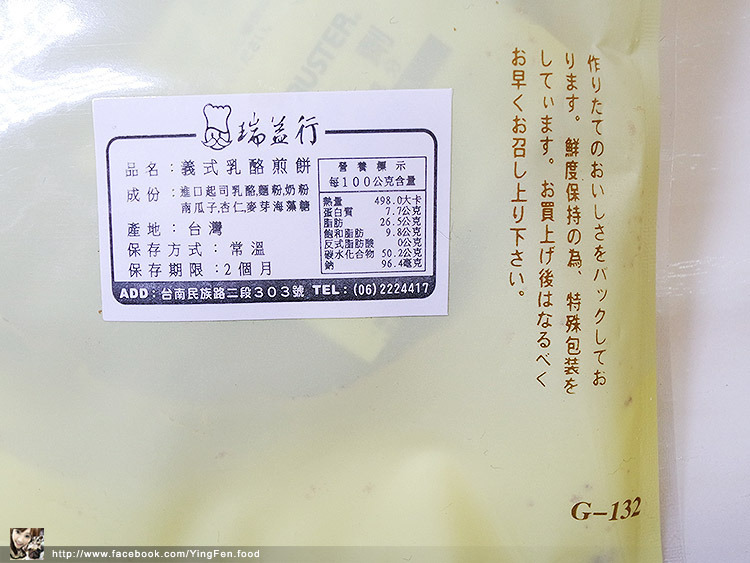 瑞益行
品名：義式乳酪煎餅
成份：進口起司乳酪,麵粉,奶粉
南瓜子,杏仁,麥芽海藻糖
產地：台灣
保存方式：常溫
保存期限：2個月
營養標示
每100公克含量
熱量 498.0大卡
蛋白質 7.7公克
脂肪 26.5公克
飽和脂肪 9.8公克
反式脂肪酸 0公克
碳水化合物 50.2公克
鈉 96.4毫克
ADD：台南民族路二段303號 TEL：(06)2224417
作りたてのおいしさをパックしてお
ります。鮮度保持の為、特殊包装を
しています。お買上げ後はなるべく
お早くお召し上り下さい。
G-132
http://www.facebook.com/YingFen.food